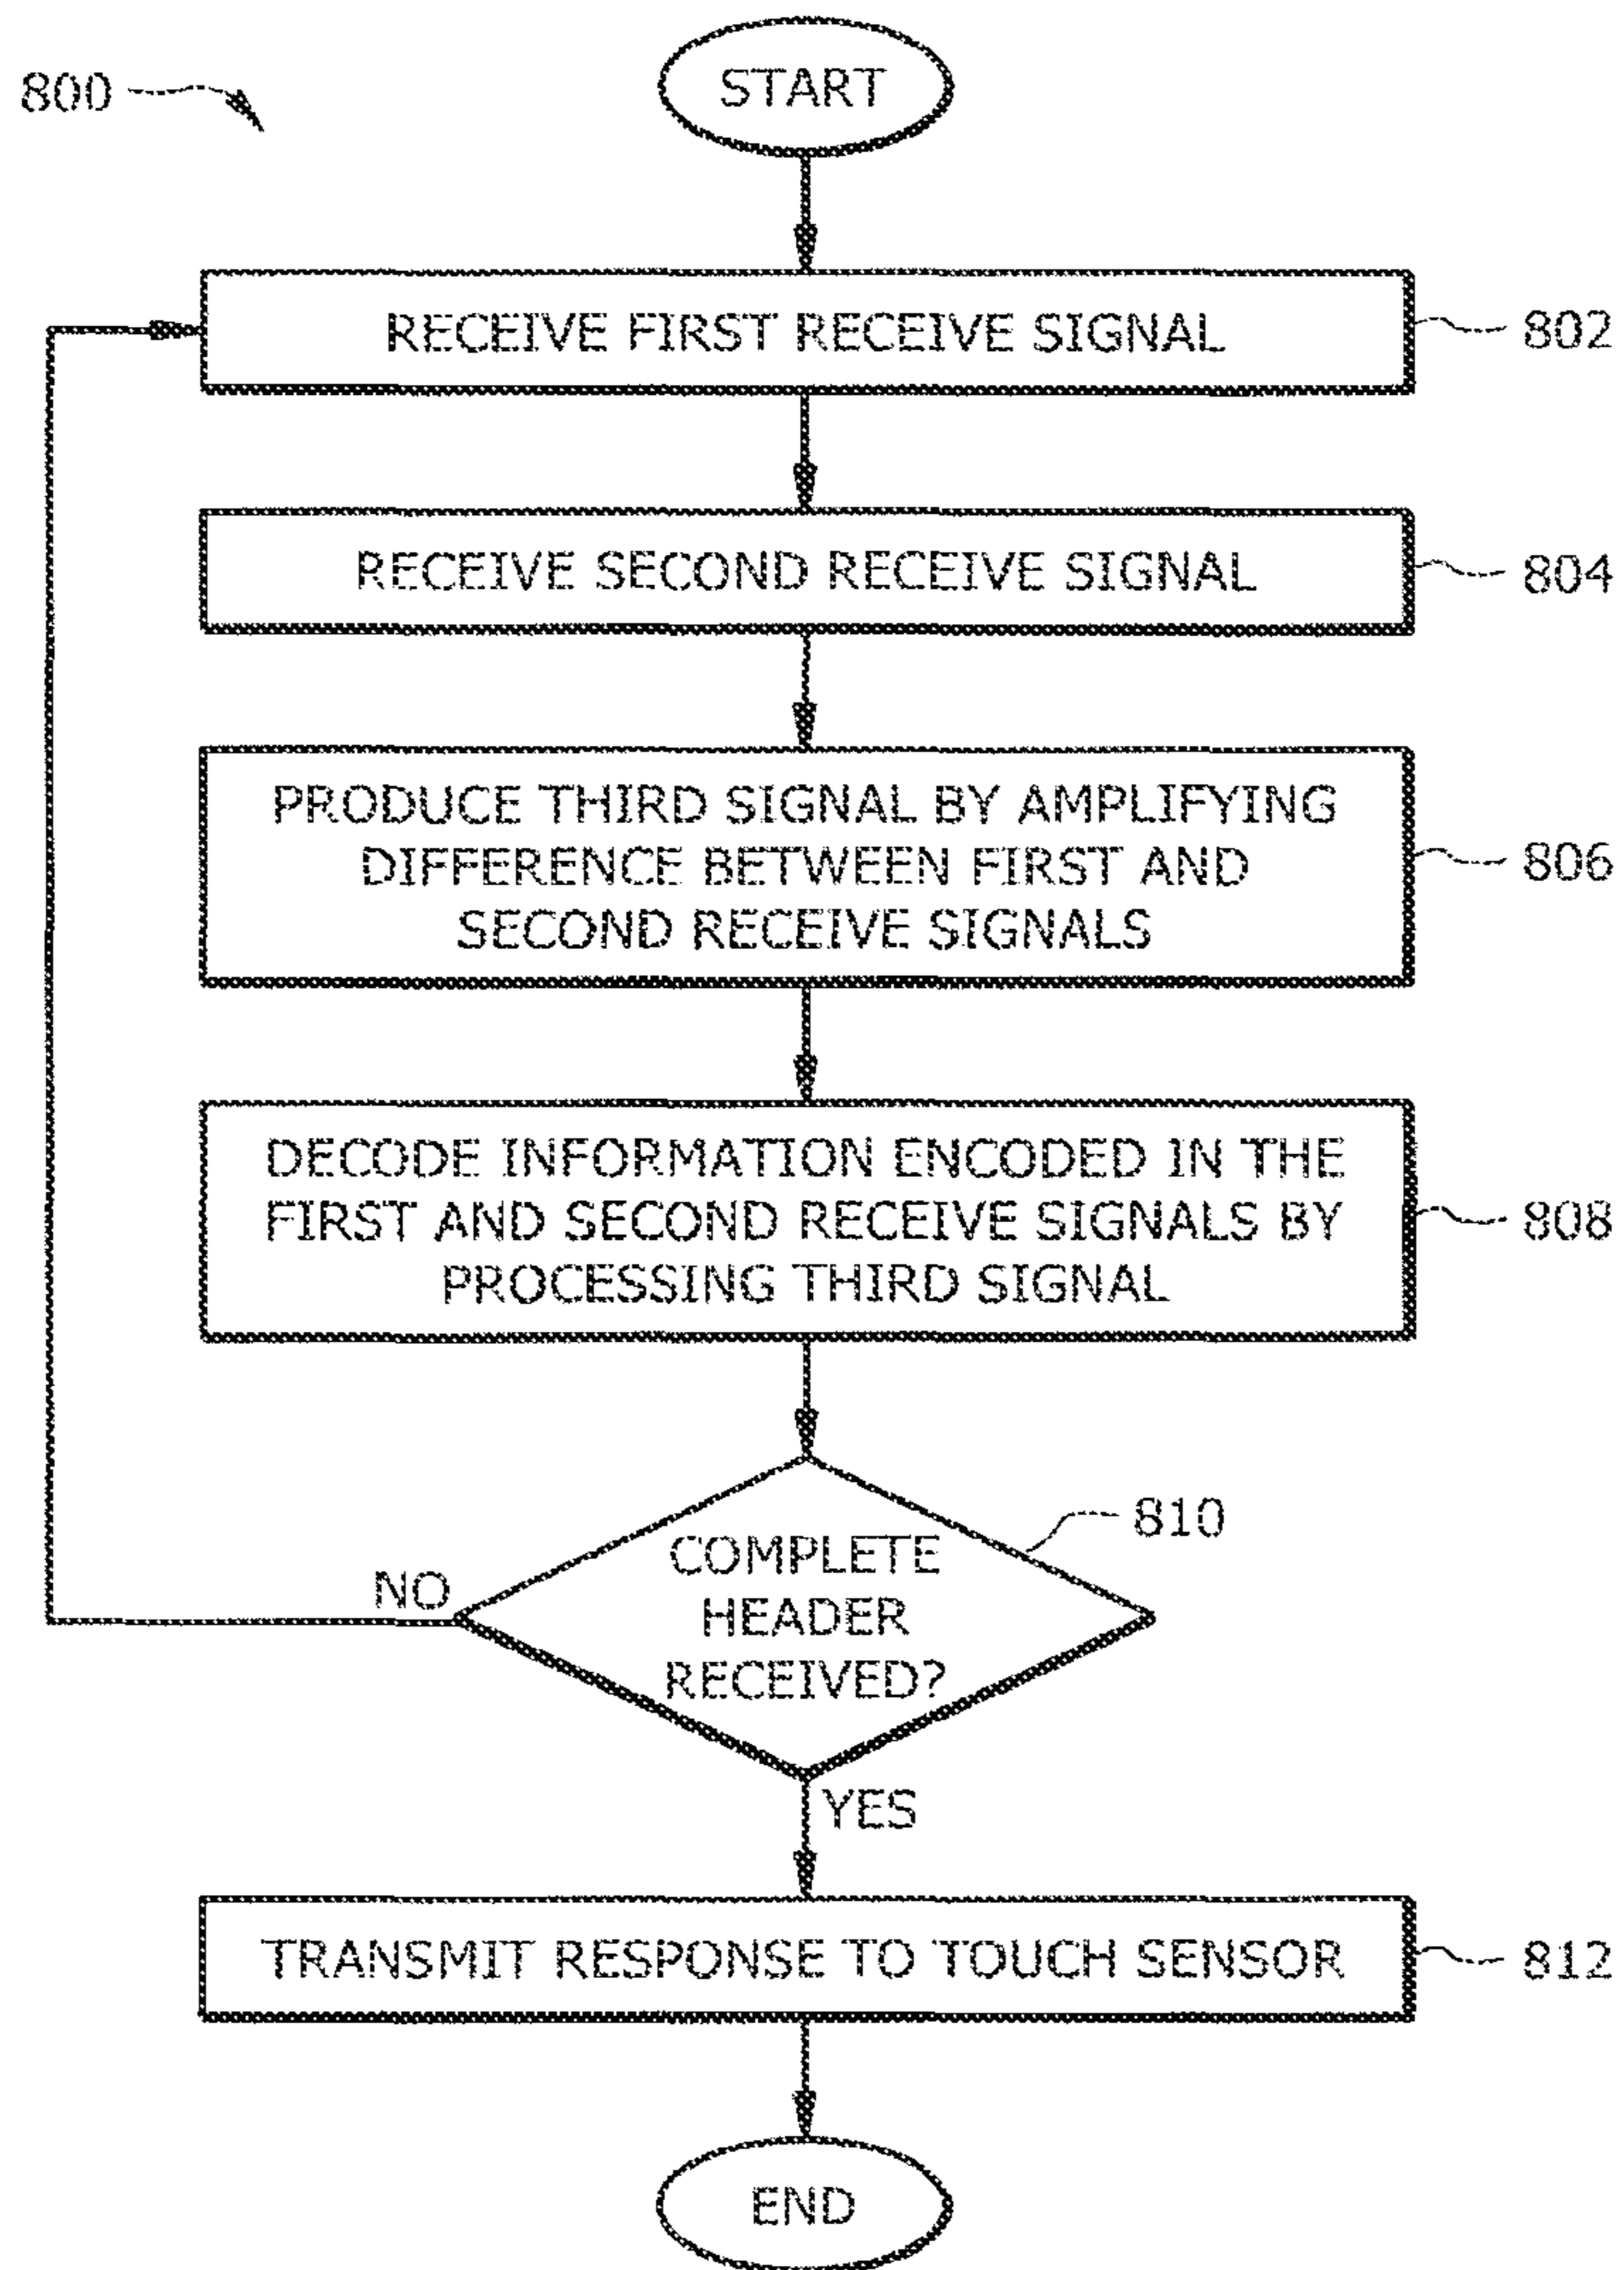 800
START
RECEIVE FIRST RECEIVE SIGNAL
802
RECEIVE SECOND RECEIVE SIGNAL
804
PRODUCE THIRD SIGNAL BY AMPLIFYING
DIFFERENCE BETWEEN FIRST AND
SECOND RECEIVE SIGNALS
806
DECODE INFORMATION ENCODED IN THE
FIRST AND SECOND RECEIVE SIGNALS BY
PROCESSING THIRD SIGNAL
808
COMPLETE
HEADER
RECEIVED?
810
NO
YES
TRANSMIT RESPONSE TO TOUCH SENSOR
812
END